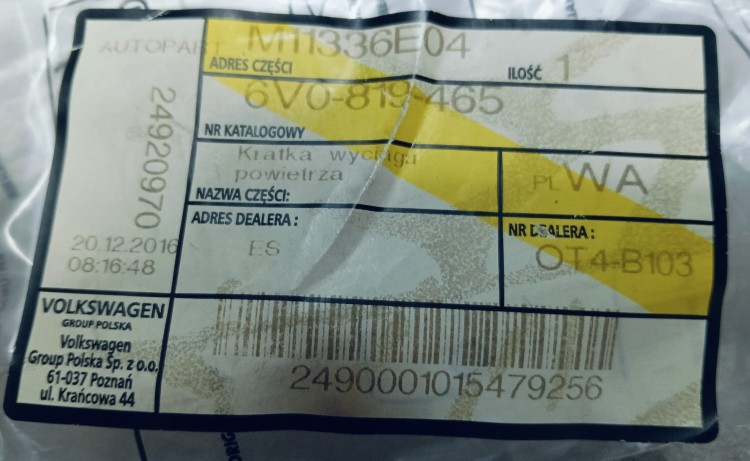 AUTOPART
M11336E04
ADRES CZĘŚCI
ILOŚĆ 1
6V0-819-465
NR KATALOGOWY
24920970
Kratka wyciągu
powietrza
NAZWA CZĘŚCI:
PL WA
ADRES DEALERA :
ES
NR DEALERA :
OT4-B103
20.12.2016
08:16:48
VOLKSWAGEN
GROUP POLSKA
Volkswagen
Group Polska Sp. z o.o.
61-037 Poznań
ul. Krańcowa 44
2490001015479256